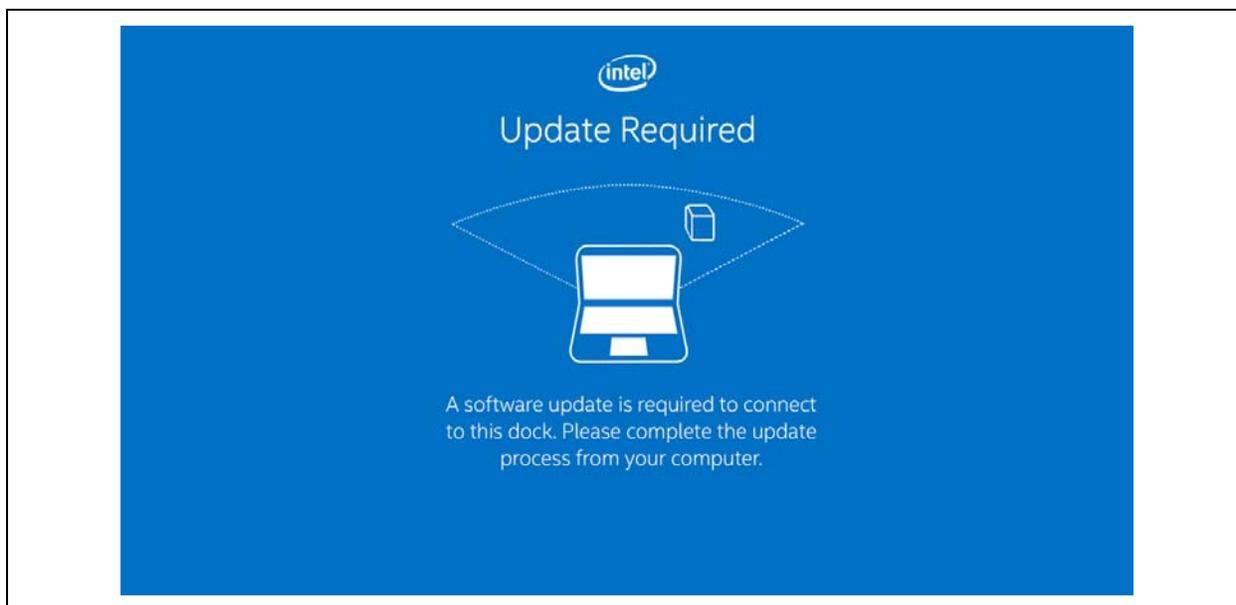 intel
Update Required
A software update is required to connect
to this dock. Please complete the update
process from your computer.